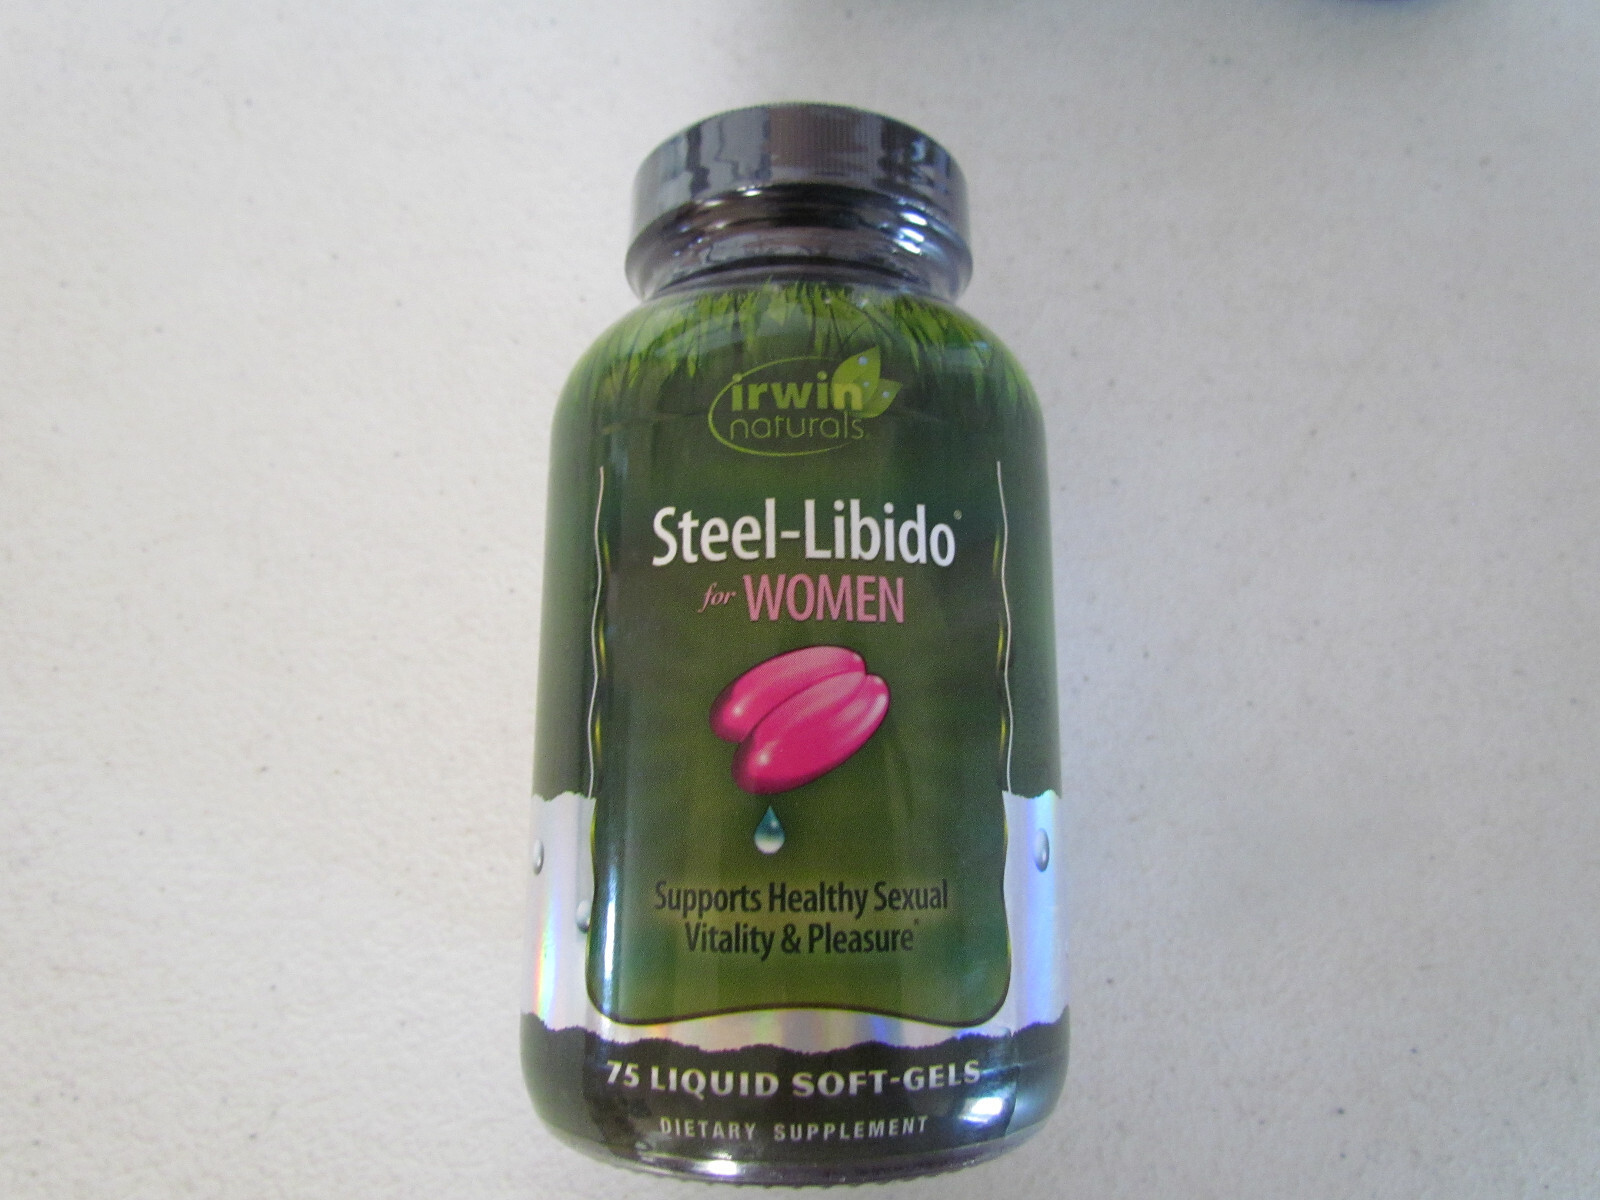 irwin
naturals®
Steel-Libido®
for WOMEN
Supports Healthy Sexual
Vitality & Pleasure*
75 LIQUID SOFT-GELS
DIETARY SUPPLEMENT